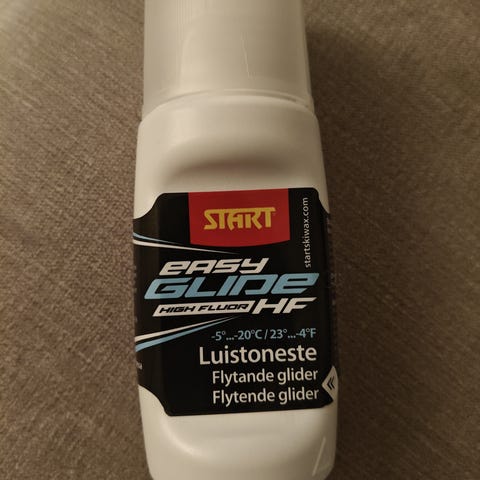 START
startskiwax.com
easy
GLIDE
HIGH FLUOR HF
-5°...-20°C / 23°...-4°F
Luistoneste
Flytande glider
Flytende glider